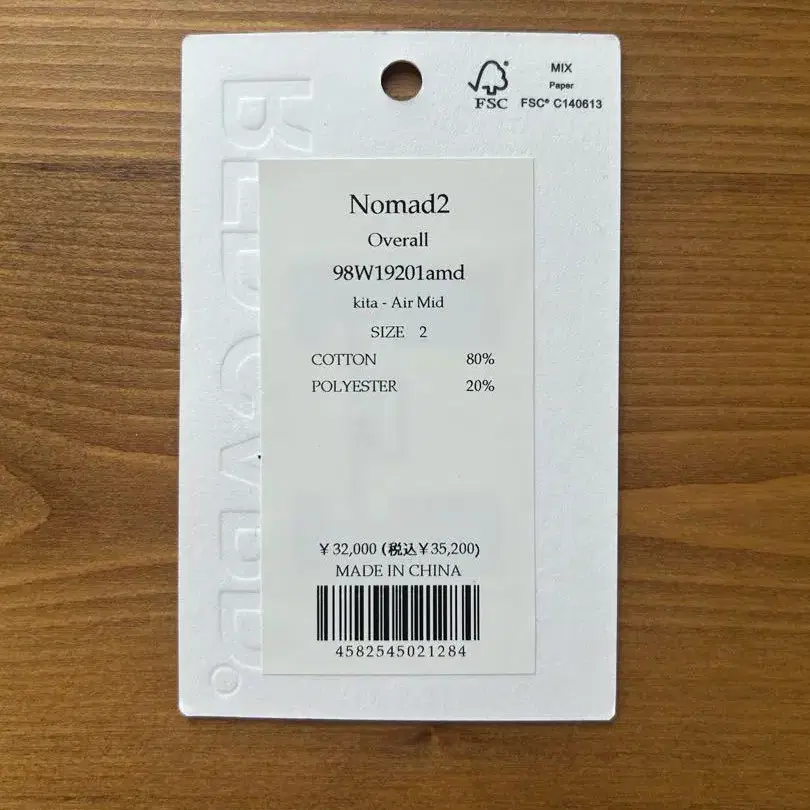 FSC
MIX
Paper
FSC® C140613
Nomad2
Overall
98W19201amd
kita - Air Mid
SIZE 2
COTTON 80%
POLYESTER 20%
¥32,000 (税込¥35,200)
MADE IN CHINA
4582545021284